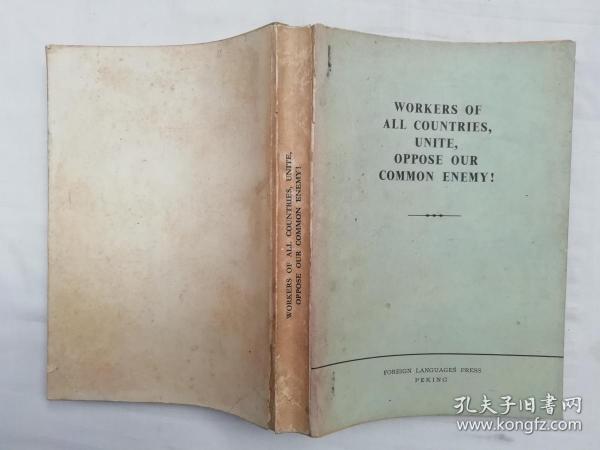 WORKERS OF
ALL COUNTRIES,
UNITE,
OPPOSE OUR
COMMON ENEMY!
FOREIGN LANGUAGES PRESS
PEKING
WORKERS OF ALL COUNTRIES, UNITE,
OPPOSE OUR COMMON ENEMY!
孔夫子旧书网
www.kongfz.com